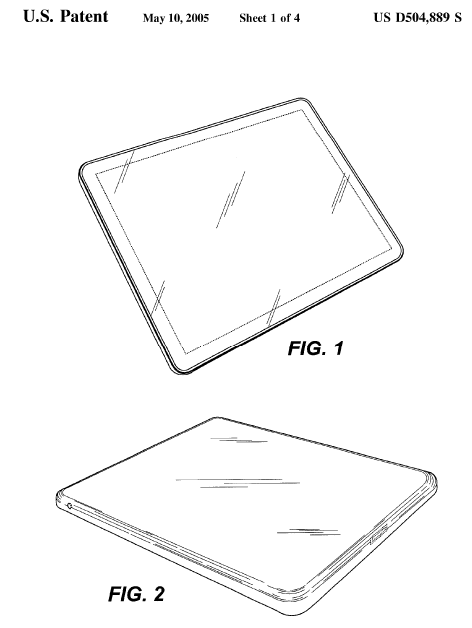 U.S. Patent May 10, 2005 Sheet 1 of 4 US D504,889 S
FIG. 1
FIG. 2